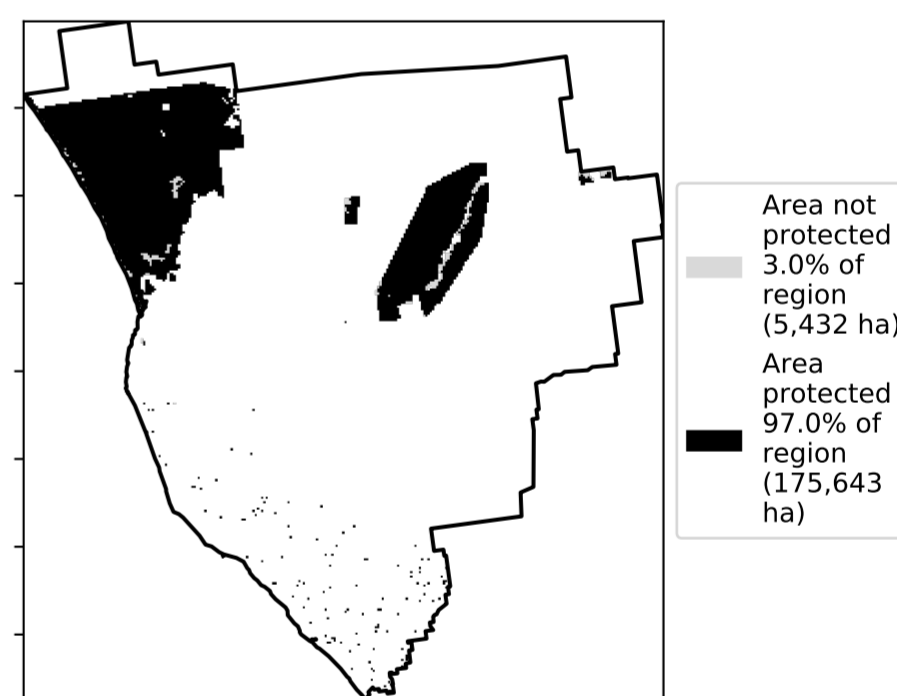 Area not
protected
3.0% of
region
(5,432 ha)
Area
protected
97.0% of
region
(175,643
ha)